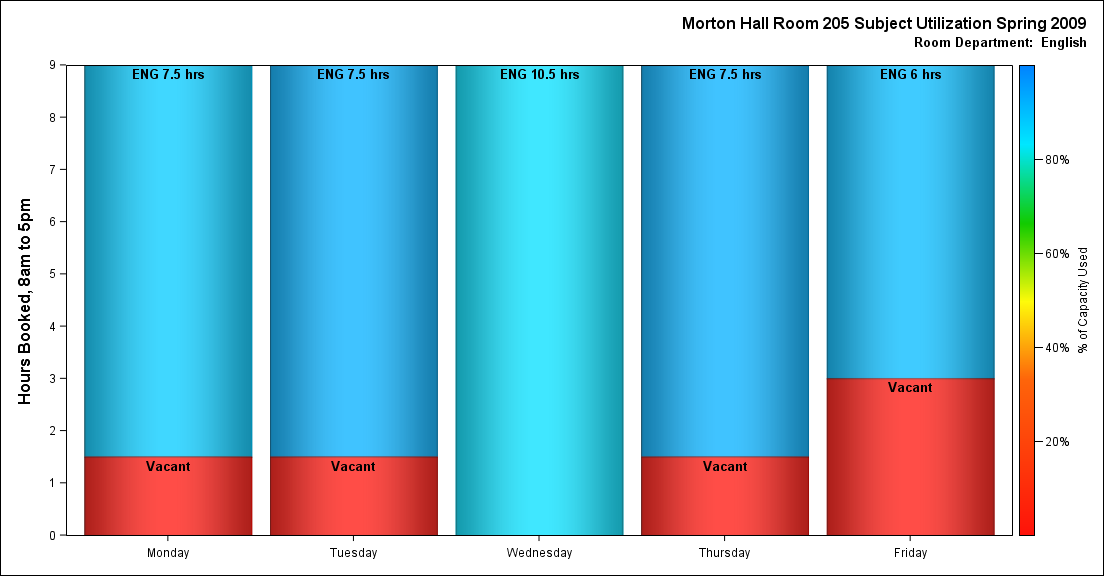 Morton Hall Room 205 Subject Utilization Spring 2009
Room Department:  English
Hours Booked, 8am to 5pm
9
8
7
6
5
4
3
2
1
0
ENG 7.5 hrs
Vacant
ENG 7.5 hrs
Vacant
ENG 10.5 hrs
ENG 7.5 hrs
Vacant
ENG 6 hrs
Vacant
Monday
Tuesday
Wednesday
Thursday
Friday
80%
60%
40%
20%
% of Capacity Used